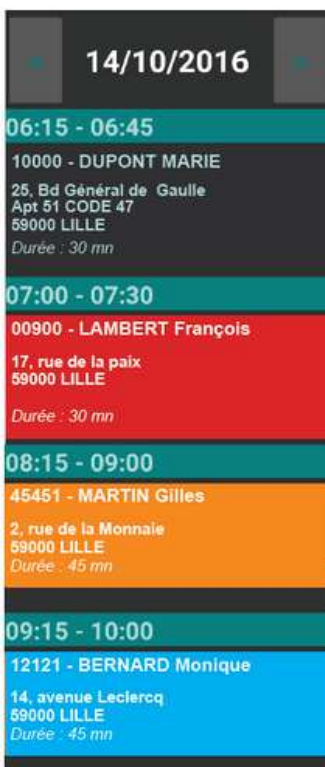 14/10/2016
06:15 - 06:45
10000 - DUPONT MARIE
25, Bd Général de Gaulle
Apt 51 CODE 47
59000 LILLE
Durée : 30 mn
07:00 - 07:30
00900 - LAMBERT François
17, rue de la paix
59000 LILLE
Durée : 30 mn
08:15 - 09:00
45451 - MARTIN Gilles
2, rue de la Monnaie
59000 LILLE
Durée : 45 mn
09:15 - 10:00
12121 - BERNARD Monique
14, avenue Leclercq
59000 LILLE
Durée : 45 mn